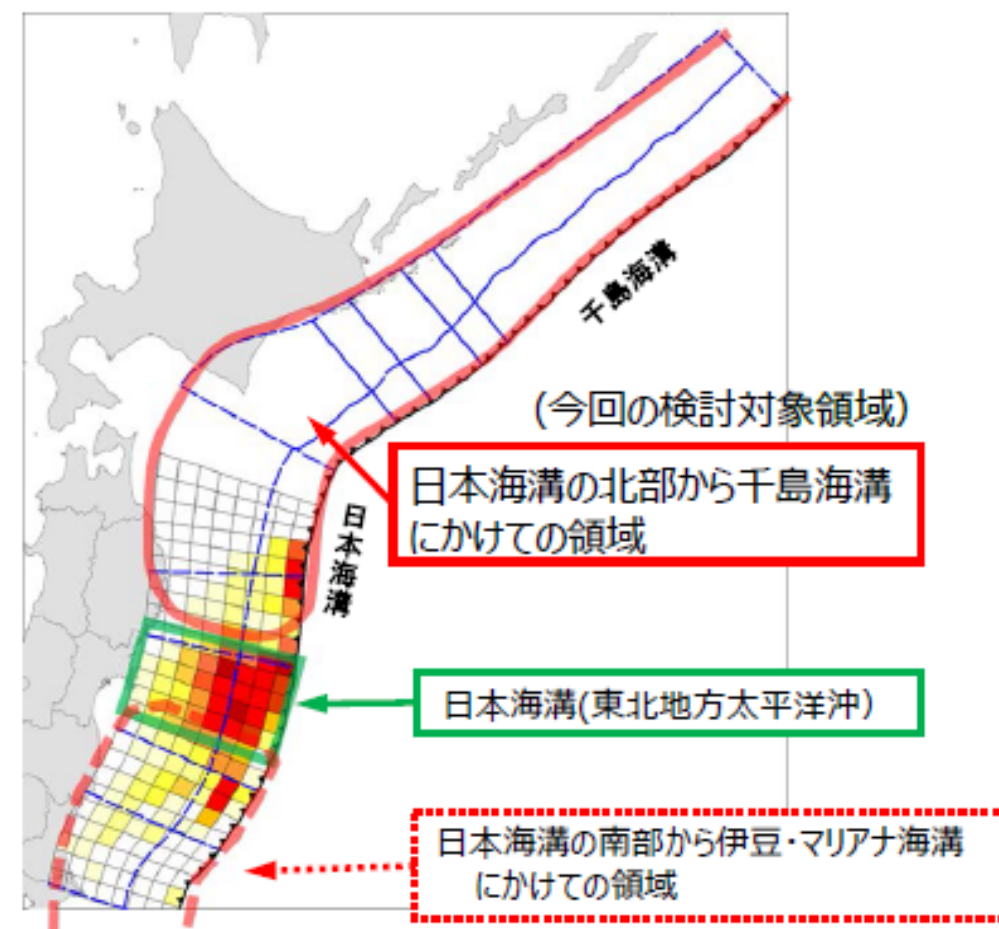 千島海溝
(今回の検討対象領域)
日本海溝の北部から千島海溝
にかけての領域
日本海溝
日本海溝(東北地方太平洋沖)
日本海溝の南部から伊豆・マリアナ海溝
にかけての領域